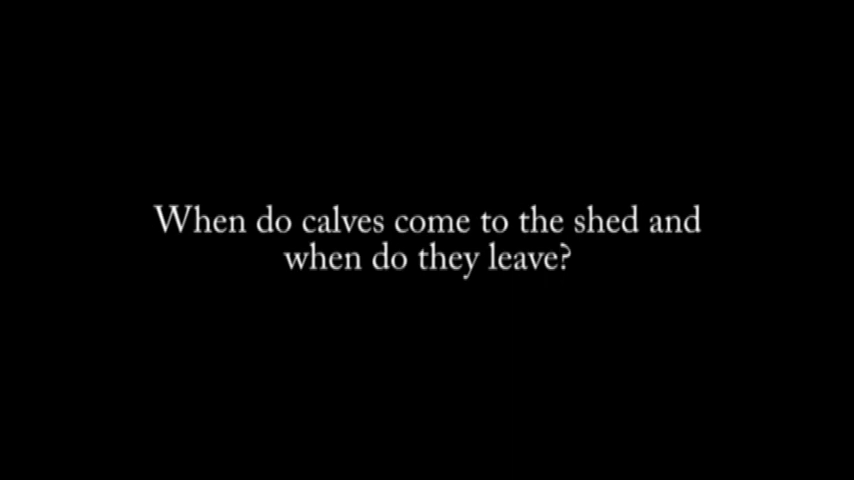 When do calves come to the shed and
when do they leave?